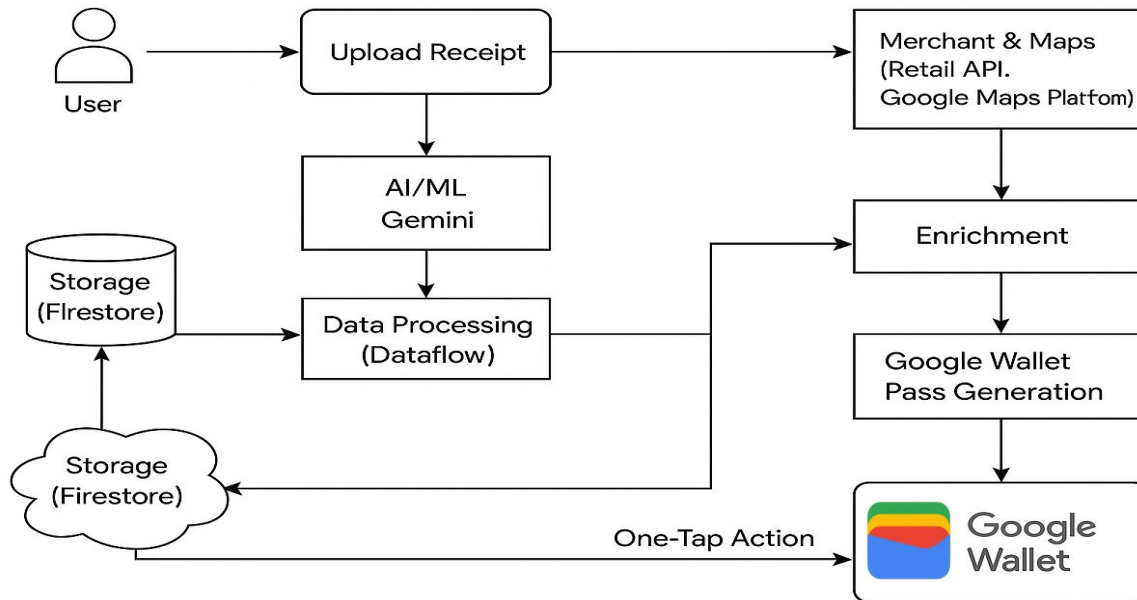 User
Upload Receipt
Merchant & Maps
(Retail API.
Google Maps Platfom)
AI/ML
Gemini
Enrichment
Storage
(FIrestore)
Data Processing
(Dataflow)
Google Wallet
Pass Generation
Storage
(Firestore)
One-Tap Action
Google
Wallet